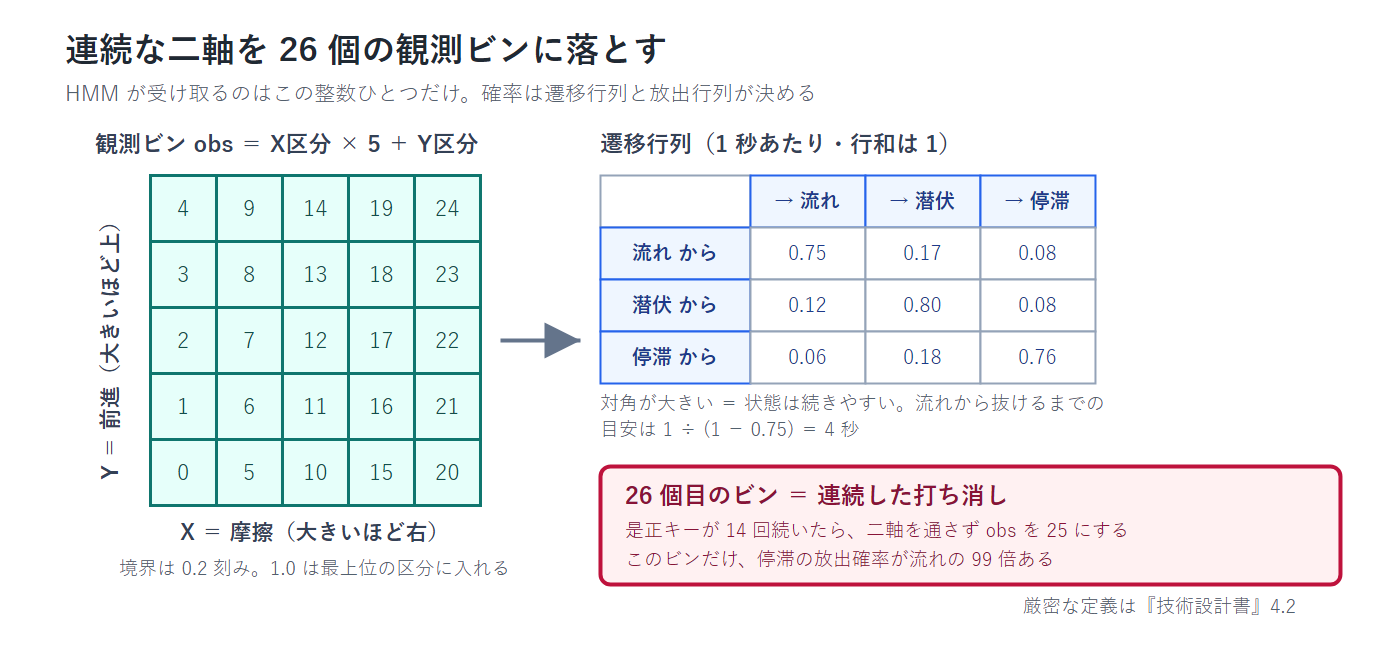 連続な二軸を 26 個の観測ビンに落とす
HMM が受け取るのはこの整数ひとつだけ。確率は遷移行列と放出行列が決める
観測ビン obs ＝ X区分 × 5 ＋ Y区分
4 9 14 19 24
3 8 13 18 23
2 7 12 17 22
1 6 11 16 21
0 5 10 15 20
Y ＝ 前進（大きいほど上）
X ＝ 摩擦（大きいほど右）
境界は 0.2 刻み。1.0 は最上位の区分に入れる
遷移行列（1 秒あたり・行和は 1）
→ 流れ → 潜伏 → 停滞
流れ から 0.75 0.17 0.08
潜伏 から 0.12 0.80 0.08
停滞 から 0.06 0.18 0.76
対角が大きい ＝ 状態は続きやすい。流れから抜けるまでの
目安は 1 ÷ (1 − 0.75) ＝ 4 秒
26 個目のビン ＝ 連続した打ち消し
是正キーが 14 回続いたら、二軸を通さず obs を 25 にする
このビンだけ、停滞の放出確率が流れの 99 倍ある
厳密な定義は『技術設計書』4.2